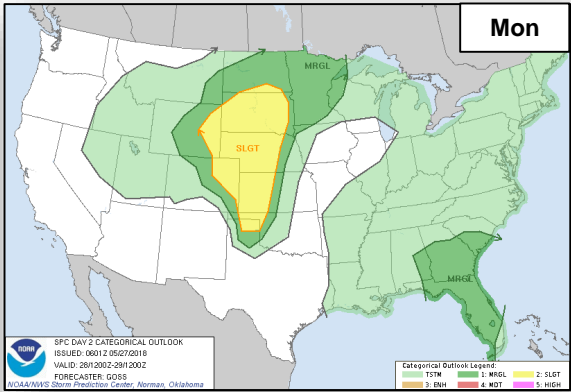 Mon
MRGL
SLGT
MRGL
NOAA
SPC DAY 2 CATEGORICAL OUTLOOK
ISSUED: 0601Z 05/27/2018
VALID: 28/1200Z-29/1200Z
FORECASTER: GOSS
NOAA/NWS Storm Prediction Center, Norman, Oklahoma
Categorical Outlook Legend:
TSTM 1: MRGL 2: SLGT
3: ENH 4: MDT 5: HIGH